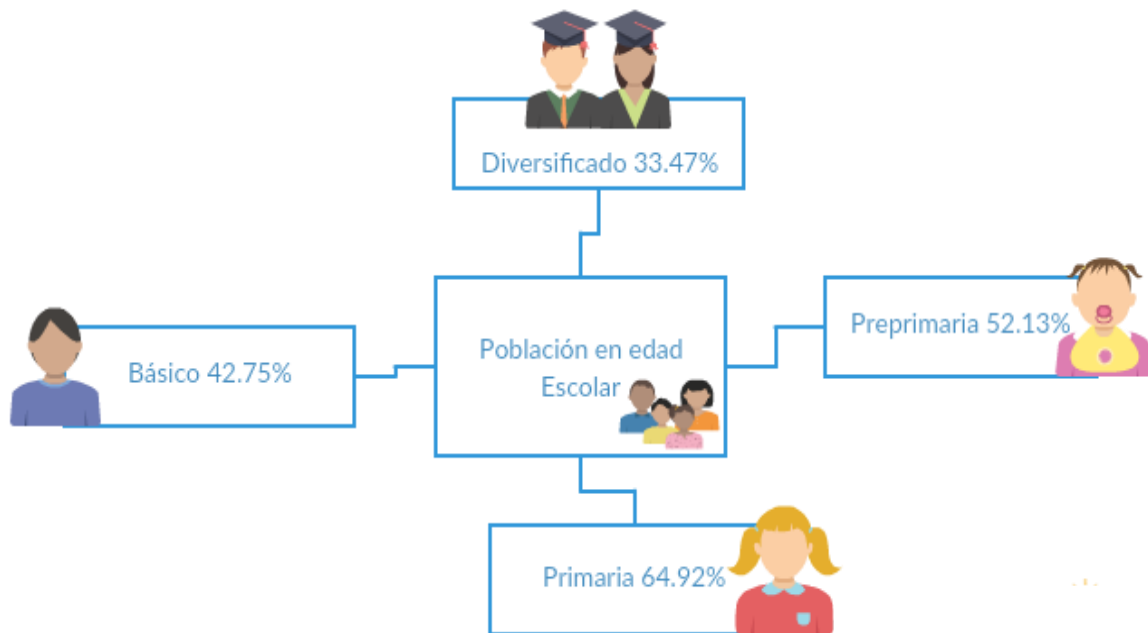 Diversificado 33.47%
Preprimaria 52.13%
Básico 42.75%
Población en edad
Escolar
Primaria 64.92%